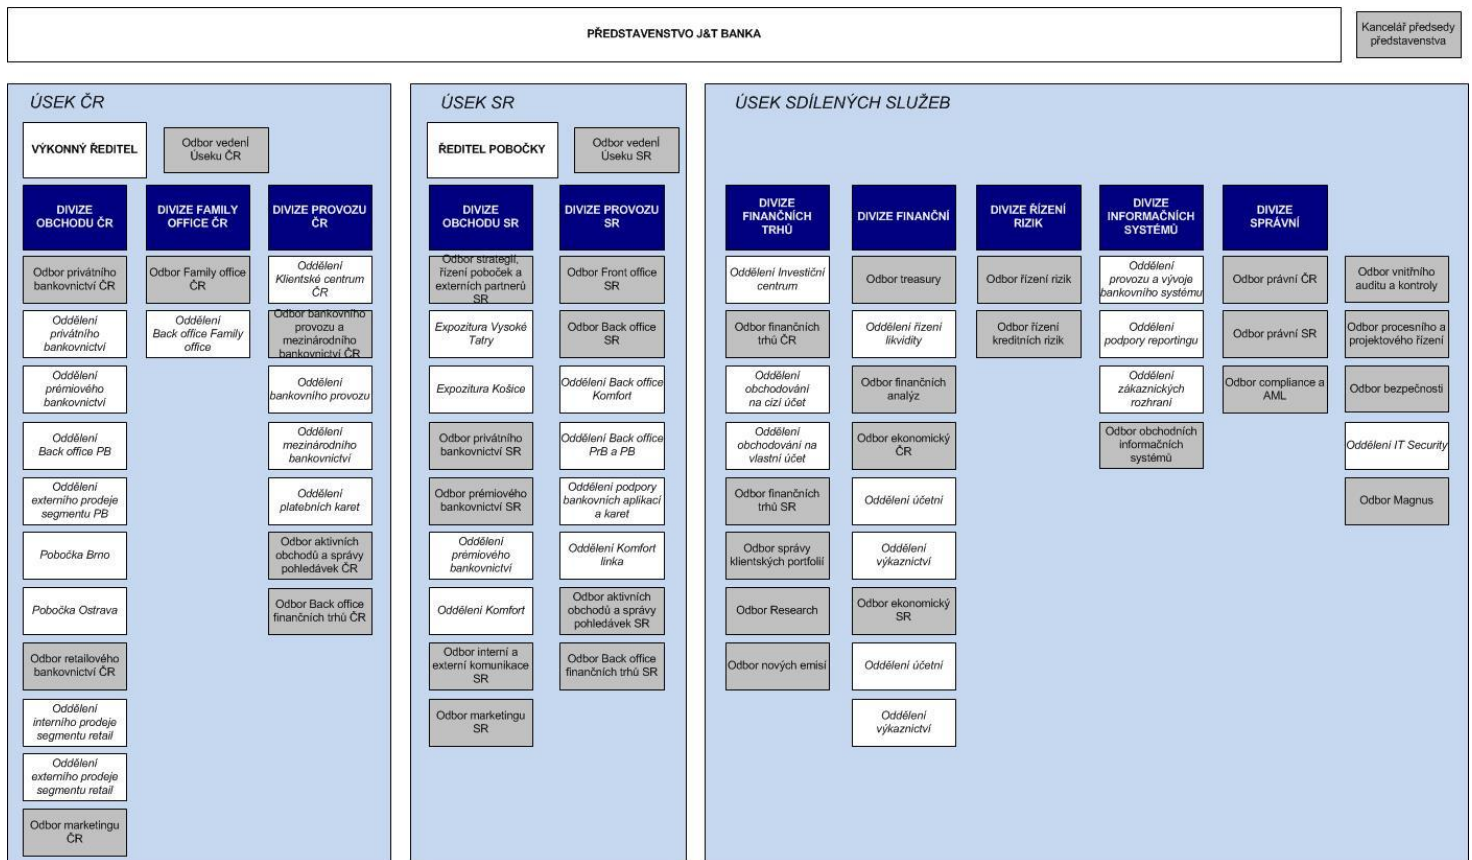 PŘEDSTAVENSTVO J&T BANKA
Kancelář předsedy
představenstva
ÚSEK ČR
VÝKONNÝ ŘEDITEL
Odbor vedení
Úseku ČR
DIVIZE
OBCHODU ČR
Odbor privátního
bankovnictví ČR
Oddělení
privátního
bankovnictví
Oddělení
prémiového
bankovnictví
Oddělení
Back office PB
Oddělení
externího prodeje
segmentu PB
Pobočka Brno
Pobočka Ostrava
Odbor retailového
bankovnictví ČR
Oddělení
interního prodeje
segmentu retail
Oddělení
externího prodeje
segmentu retail
Odbor marketingu
ČR
DIVIZE FAMILY
OFFICE ČR
Odbor Family office
ČR
Oddělení
Back office Family
office
DIVIZE PROVOZU
ČR
Oddělení
Klientské centrum
ČR
Odbor bankovního
provozu a
mezinárodního
bankovnictví ČR
Oddělení
bankovního provozu
Oddělení
mezinárodního
bankovnictví
Oddělení
platebních karet
Odbor aktivních
obchodů a správy
pohledávek ČR
Odbor Back office
finančních trhů ČR
ÚSEK SR
ŘEDITEL POBOČKY
Odbor vedení
Úseku SR
DIVIZE
OBCHODU SR
Odbor strategií,
řízení poboček a
externích partnerů
SR
Expozitura Vysoké
Tatry
Expozitura Košice
Odbor privátního
bankovnictví SR
Odbor prémiového
bankovnictví SR
Oddělení
prémiového
bankovnictví
Oddělení Komfort
Odbor interní a
externí komunikace
SR
Odbor marketingu
SR
DIVIZE PROVOZU
SR
Odbor Front office
SR
Odbor Back office
SR
Oddělení Back office
Komfort
Oddělení Back office
PrB a PB
Oddělení podpory
bankovních aplikací
a karet
Oddělení Komfort
linka
Odbor aktivních
obchodů a správy
pohledávek SR
Odbor Back office
finančních trhů SR
ÚSEK SDÍLENÝCH SLUŽEB
DIVIZE
FINANČNÍCH
TRHŮ
Oddělení Investiční
centrum
Odbor finančních
trhů ČR
Oddělení
obchodování
na cizí účet
Oddělení
obchodování na
vlastní účet
Odbor finančních
trhů SR
Odbor správy
klientských portfolií
Odbor Research
Odbor nových emisí
DIVIZE FINANČNÍ
Odbor treasury
Oddělení řízení
likvidity
Odbor finančních
analýz
Odbor ekonomický
ČR
Oddělení účetní
Oddělení
výkaznictví
Odbor ekonomický
SR
Oddělení účetní
Oddělení
výkaznictví
DIVIZE ŘÍZENÍ
RIZIK
Odbor řízení rizik
Odbor řízení
kreditních rizik
DIVIZE
INFORMAČNÍCH
SYSTÉMŮ
Oddělení
provozu a vývoje
bankovního systému
Oddělení
podpory reportingu
Oddělení
zákaznických
rozhraní
Odbor obchodních
informačních
systémů
DIVIZE
SPRÁVNÍ
Odbor právní ČR
Odbor právní SR
Odbor compliance a
AML
Odbor vnitřního
auditu a kontroly
Odbor procesního a
projektového řízení
Odbor bezpečnosti
Oddělení IT Security
Odbor Magnus